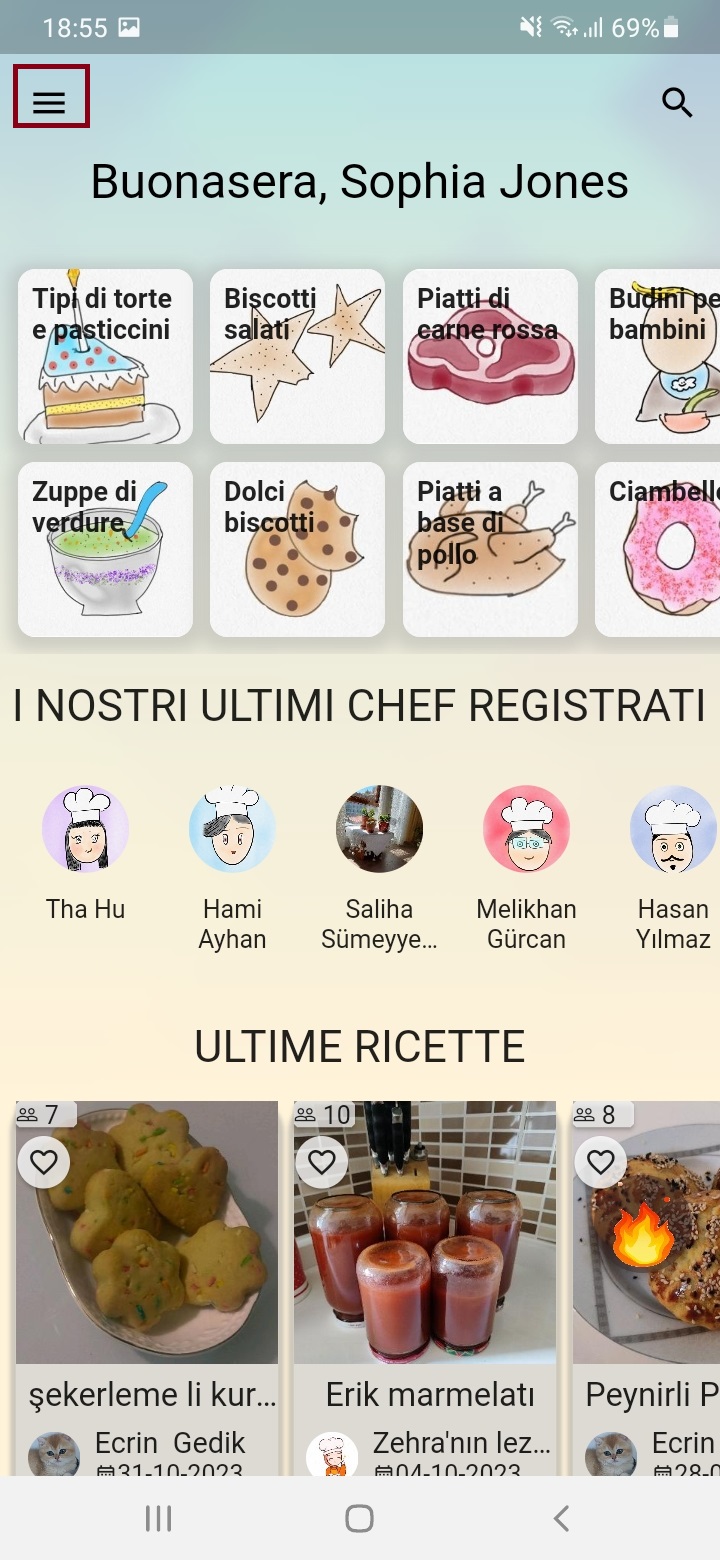 18:55
69%
Buonasera, Sophia Jones
Tipi di torte
e pasticcini
Biscotti
salati
Piatti di
carne rossa
Budini pe
bambini
Zuppe di
verdure
Dolci
biscotti
Piatti a
base di
pollo
Ciambelle
I NOSTRI ULTIMI CHEF REGISTRATI
Tha Hu
Hami
Ayhan
Saliha
Sümeyye...
Melikhan
Gürcan
Hasan
Yılmaz
ULTIME RICETTE
7
10
8
şekerleme li kur...
Erik marmelatı
Peynirli P
Ecrin Gedik
Zehra'nın lez...
Ecrin
31-10-2023
04-10-2023
28-0